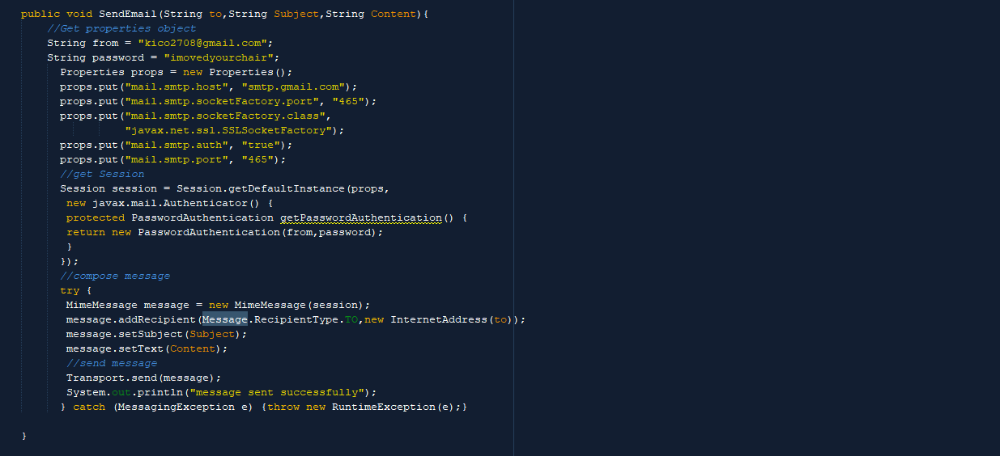 public void SendEmail(String to,String Subject,String Content){
//Get properties object
String from = "kico2708@gmail.com";
String password = "imovedyourchair";
Properties props = new Properties();
props.put("mail.smtp.host", "smtp.gmail.com");
props.put("mail.smtp.socketFactory.port", "465");
props.put("mail.smtp.socketFactory.class",
"javax.net.ssl.SSLSocketFactory");
props.put("mail.smtp.auth", "true");
props.put("mail.smtp.port", "465");
//get Session
Session session = Session.getDefaultInstance(props,
new javax.mail.Authenticator() {
protected PasswordAuthentication getPasswordAuthentication() {
return new PasswordAuthentication(from,password);
}
});
//compose message
try {
MimeMessage message = new MimeMessage(session);
message.addRecipient(Message.RecipientType.TO,new InternetAddress(to));
message.setSubject(Subject);
message.setText(Content);
//send message
Transport.send(message);
System.out.println("message sent successfully");
} catch (MessagingException e) {throw new RuntimeException(e);}
}